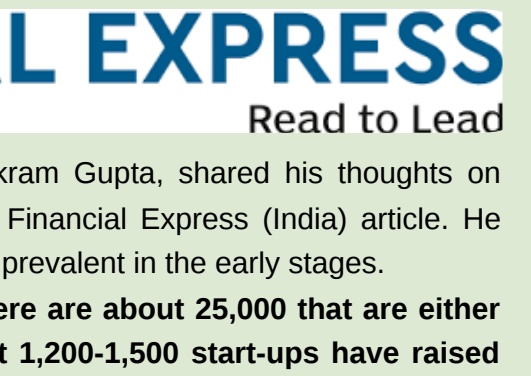 L EXPRESS
Read to Lead
kram Gupta, shared his thoughts on
Financial Express (India) article. He
prevalent in the early stages.
ere are about 25,000 that are either
t 1,200-1,500 start-ups have raised